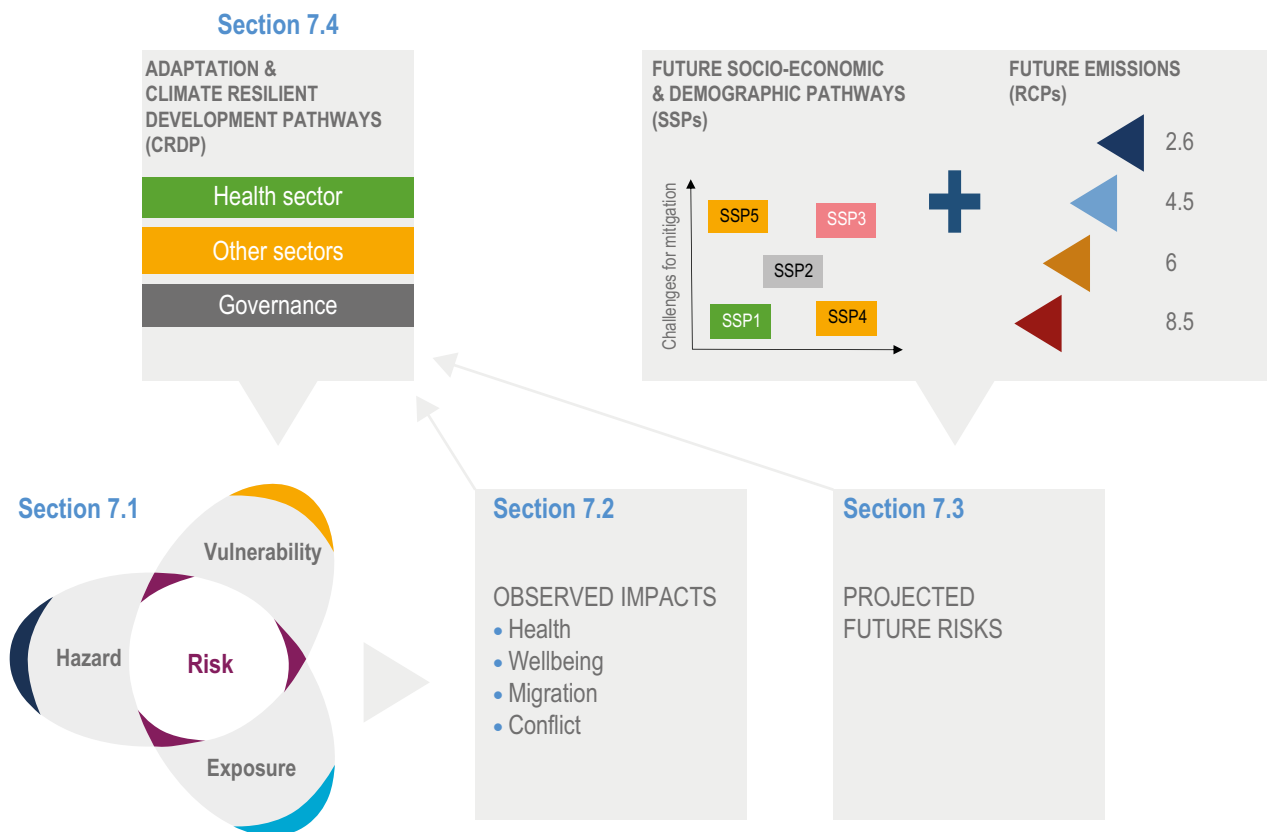 Section 7.4
ADAPTATION &
CLIMATE RESILIENT
DEVELOPMENT PATHWAYS
(CRDP)
Health sector
Other sectors
Governance
FUTURE SOCIO-ECONOMIC
& DEMOGRAPHIC PATHWAYS
(SSPs)
Challenges for mitigation
SSP5
SSP3
SSP2
SSP1
SSP4
FUTURE EMISSIONS
(RCPs)
2.6
4.5
6
8.5
Section 7.1
Vulnerability
Hazard
Risk
Exposure
Section 7.2
OBSERVED IMPACTS
• Health
• Wellbeing
• Migration
• Conflict
Section 7.3
PROJECTED
FUTURE RISKS